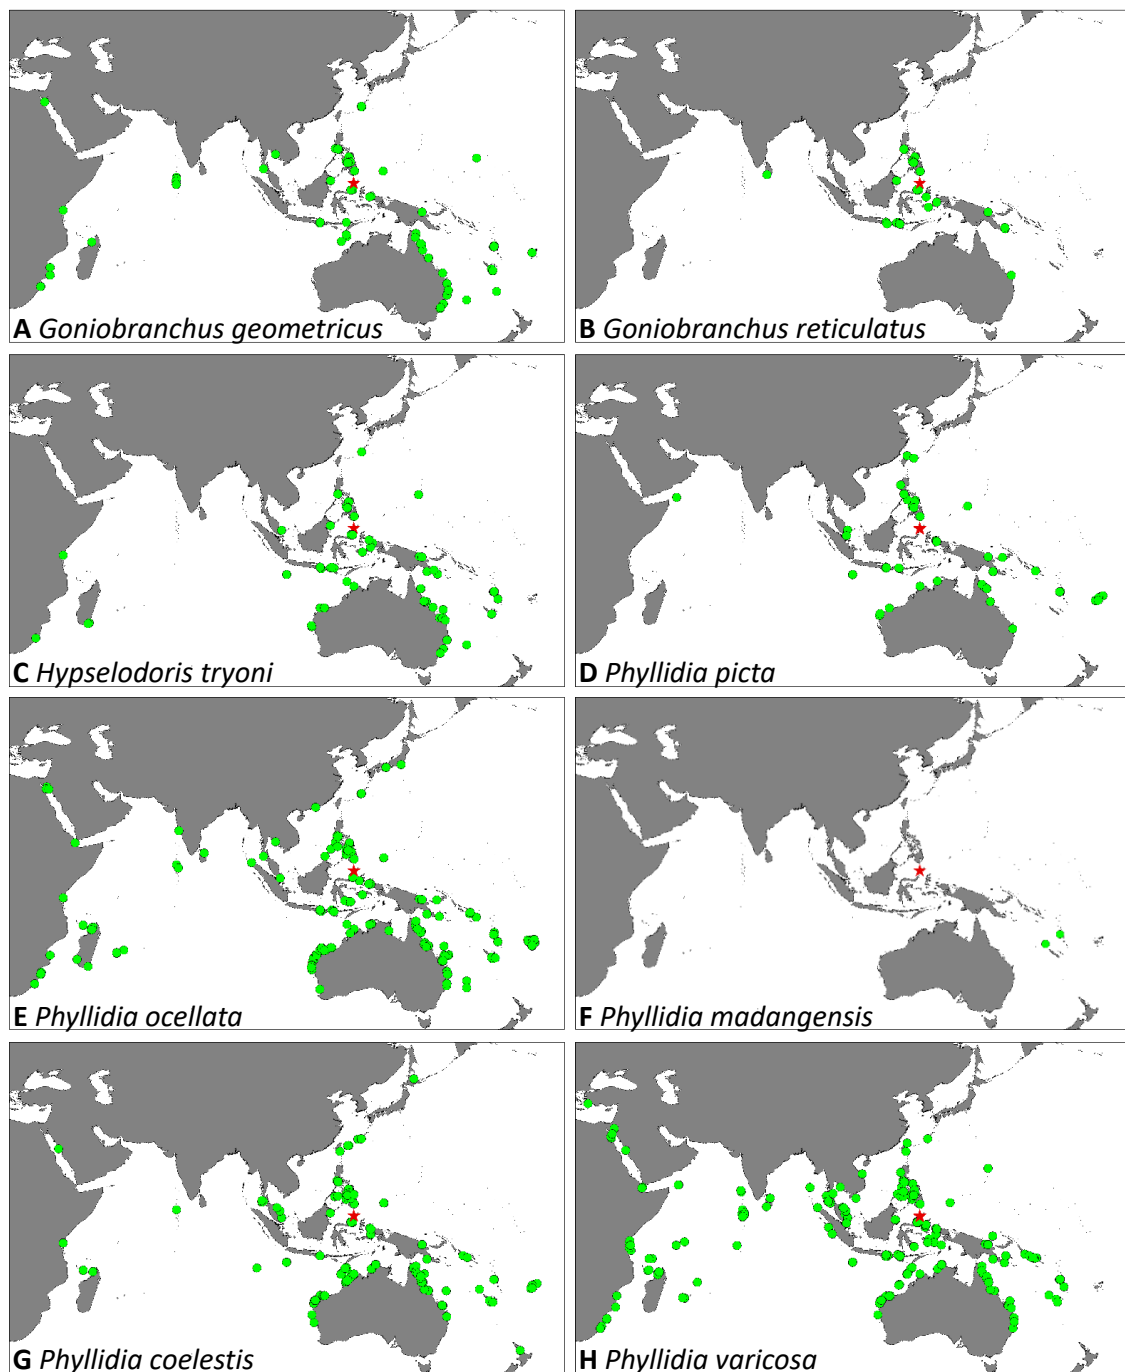 A Goniobranchus geometricus
B Goniobranchus reticulatus
C Hypselodoris tryoni
D Phyllidia picta
E Phyllidia ocellata
F Phyllidia madangensis
G Phyllidia coelestis
H Phyllidia varicosa